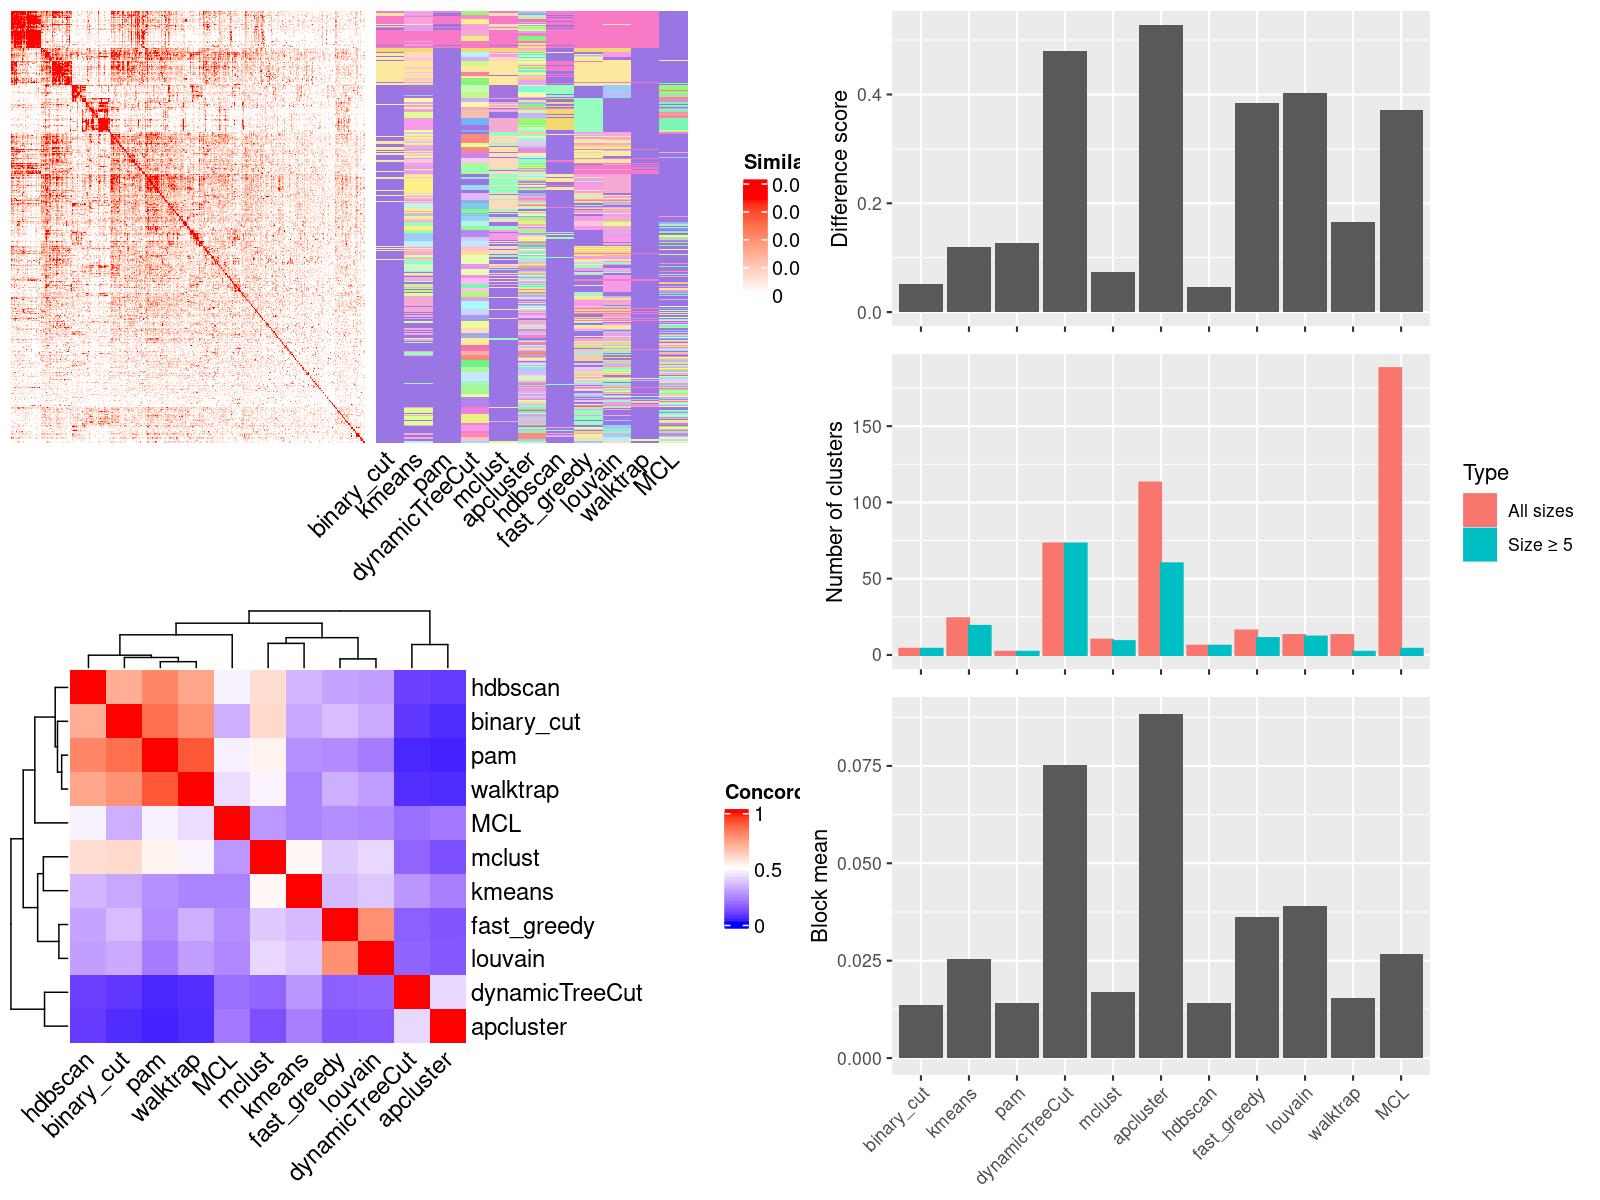 Simila
0.0
0.0
0.0
0.0
0
binary_cut
kmeans
pam
dynamicTreeCut
mclust
apcluster
hdbscan
fast_greedy
louvain
walktrap
MCL
hdbscan
binary_cut
pam
walktrap
MCL
mclust
kmeans
fast_greedy
louvain
dynamicTreeCut
apcluster
hdbscan
binary_cut
pam
walktrap
MCL
mclust
kmeans
fast_greedy
louvain
dynamicTreeCut
apcluster
Concord
1
0.5
0
Difference score
0.4
0.2
0.0
Number of clusters
150
100
50
0
Type
All sizes
Size ≥ 5
Block mean
0.075
0.050
0.025
0.000
binary_cut
kmeans
pam
dynamicTreeCut
mclust
apcluster
hdbscan
fast_greedy
louvain
walktrap
MCL